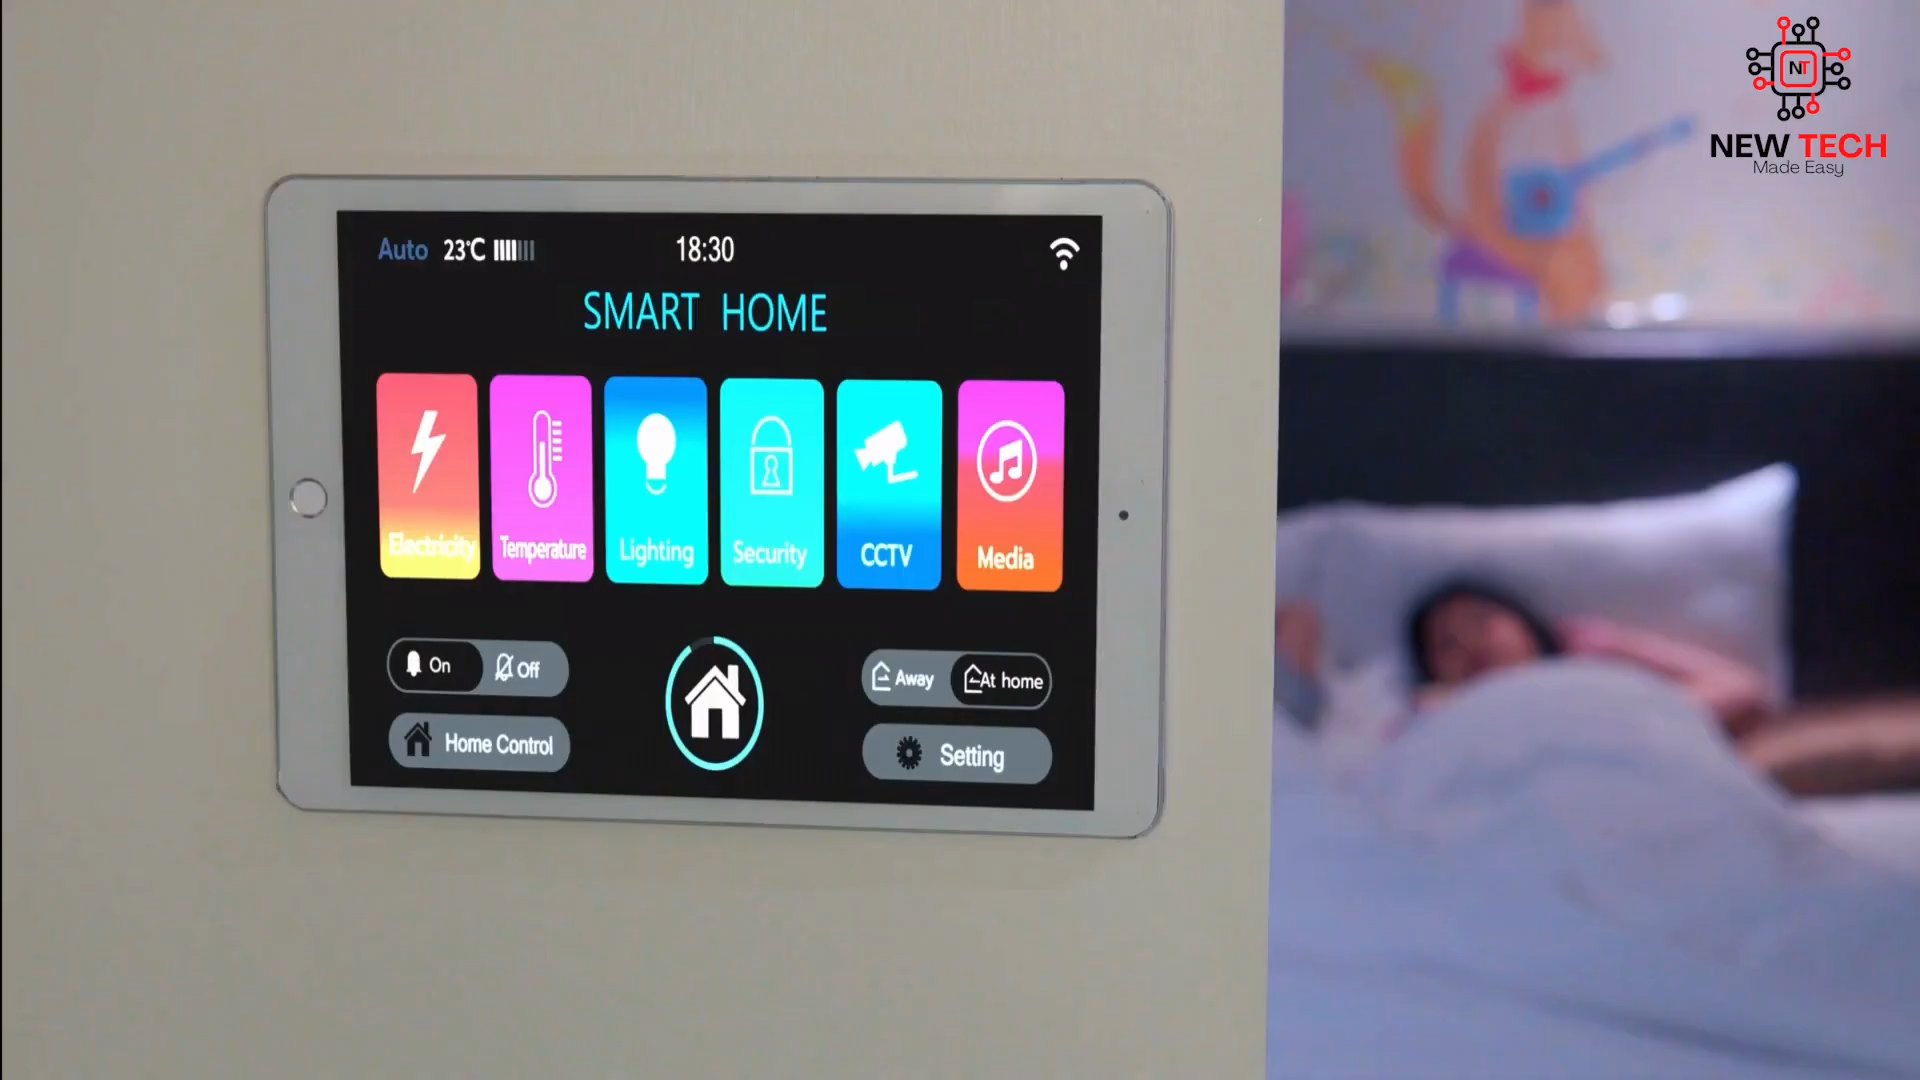 NT
NEW TECH
Made Easy
Auto 23°C 18:30
SMART HOME
Electricity Temperature Lighting Security CCTV Media
On Off
Away At home
Home Control
Setting